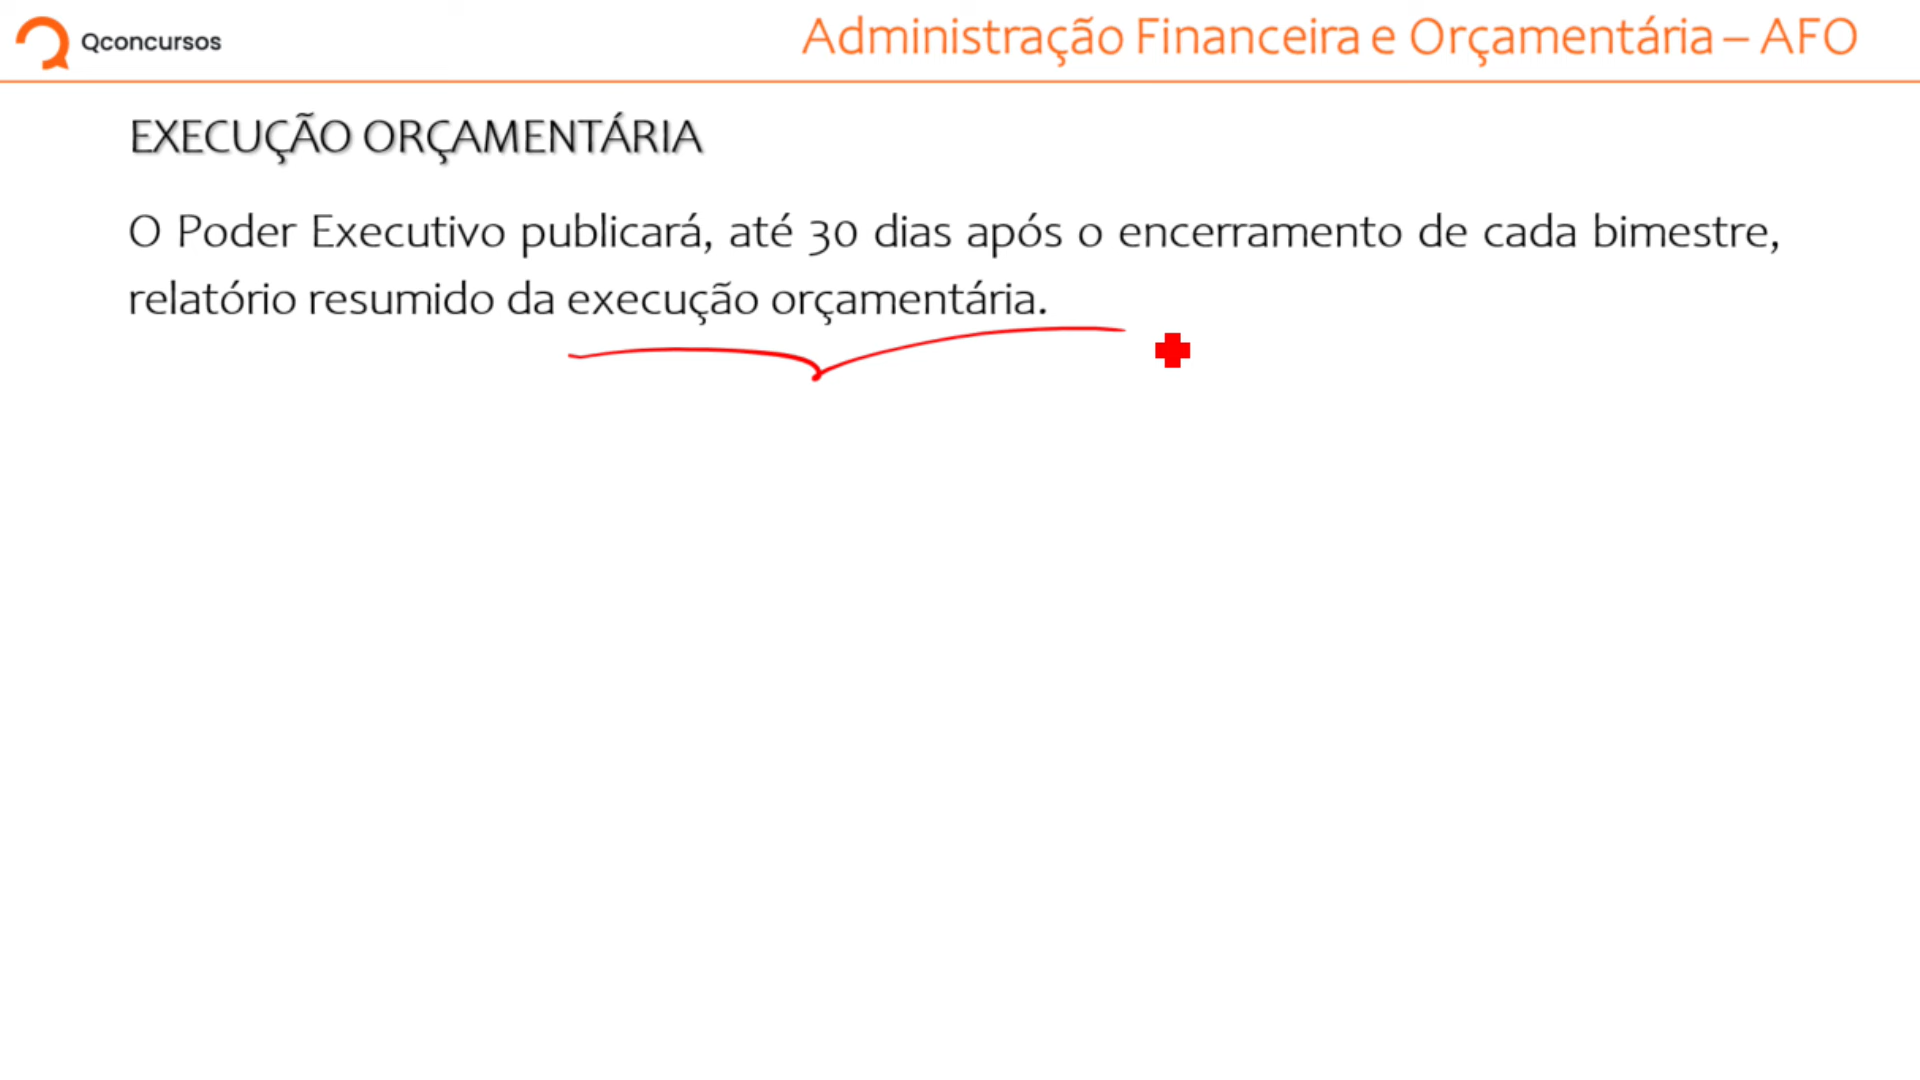 Qconcursos
Administração Financeira e Orçamentária – AFO
EXECUÇÃO ORÇAMENTÁRIA
O Poder Executivo publicará, até 30 dias após o encerramento de cada bimestre,
relatório resumido da execução orçamentária.